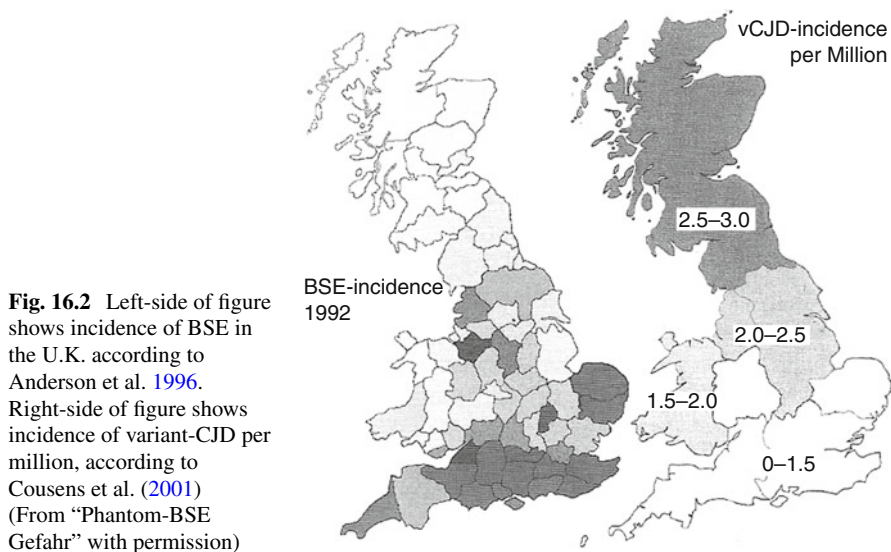 vCJD-incidence
per Million
2.5–3.0
BSE-incidence
1992
2.0–2.5
1.5–2.0
0–1.5
Fig. 16.2 Left-side of figure
shows incidence of BSE in
the U.K. according to
Anderson et al. 1996.
Right-side of figure shows
incidence of variant-CJD per
million, according to
Cousens et al. (2001)
(From “Phantom-BSE
Gefahr” with permission)